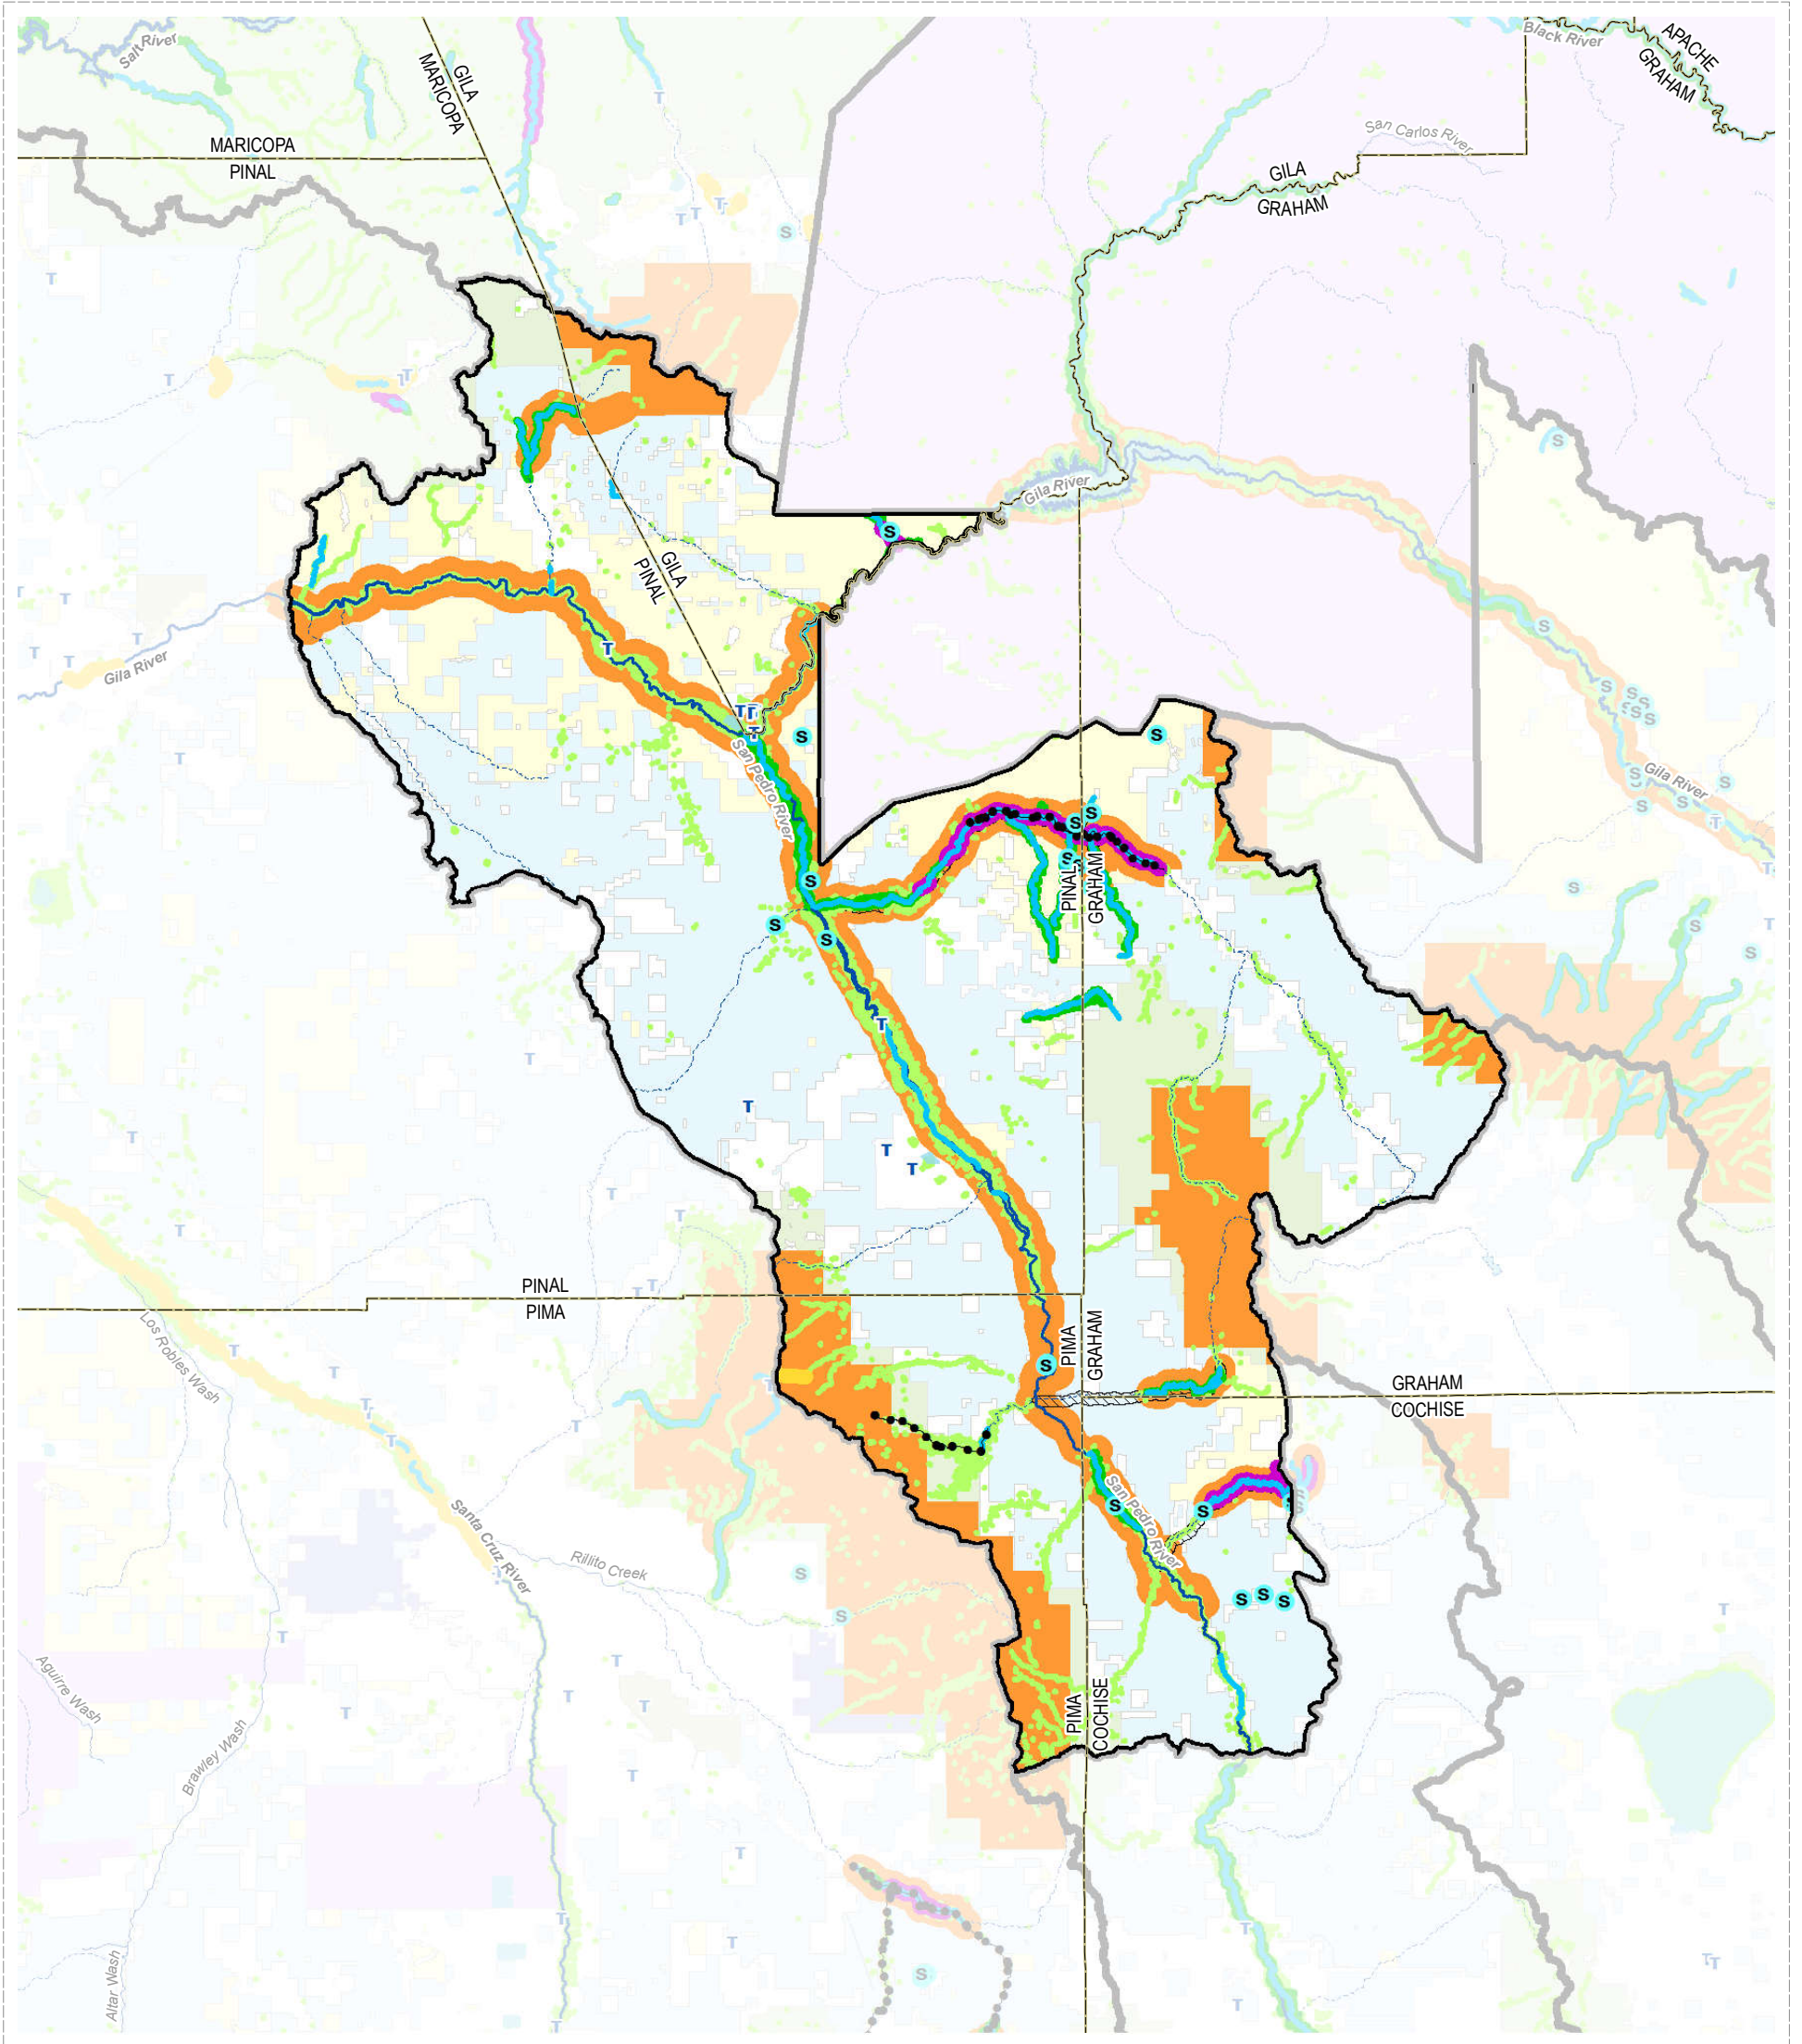 Salt River
GILA
MARICOPA
Black River
APACHE
GRAHAM
T
MARICOPA
PINAL
San Carlos River
GILA
GRAHAM
T
T
T
S
T
T
T
T
S
Gila River
S
T
T
GILA
PINAL
T
T
T
T
S
Gila River
T
T
T
T
S
S
San Pedro River
S
S
S
S
S
S
S
S
S
Gila River
S
S
T
S
S
S
S
PINAL
GRAHAM
S
S
S
S
T
S
T
T
T
T
T
T
T
T
T
PINAL
PIMA
T
T
Los Robles Wash
PIMA
GRAHAM
T
S
T
GRAHAM
COCHISE
T
T
T
Santa Cruz River
San Pedro River
S
S
S
Rillito Creek
S
S
S
S
S
T
T
Aguirre Wash
T
T
T
PIMA
COCHISE
Brawley Wash
T
T
T
T
T
Altar Wash
S
T
T
T
T